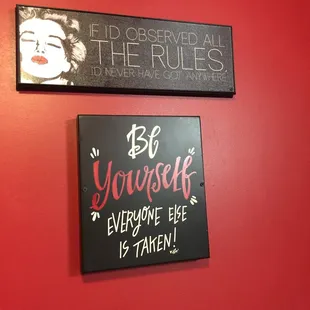 IF I'D OBSERVED ALL
THE RULES,
I'D NEVER HAVE GOT ANYWHERE
Be
Yourself
EVERYONE ELSE
IS TAKEN!